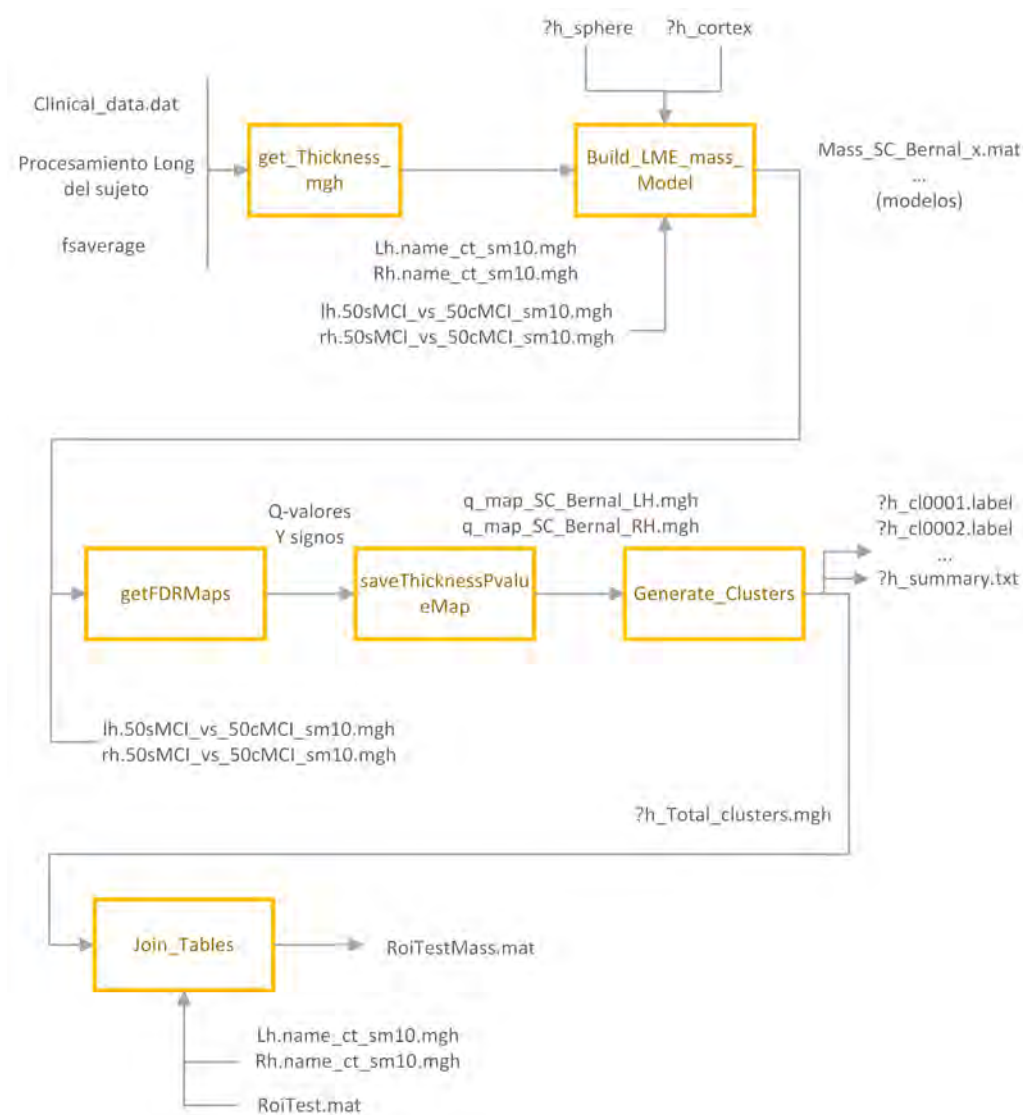 ?h_sphere ?h_cortex
Clinical_data.dat
Procesamiento Long
del sujeto
fsaverage
get_Thickness_
mgh
Build_LME_mass_
Model
Mass_SC_Bernal_x.mat
...
(modelos)
Lh.name_ct_sm10.mgh
Rh.name_ct_sm10.mgh
lh.50sMCI_vs_50cMCI_sm10.mgh
rh.50sMCI_vs_50cMCI_sm10.mgh
Q-valores
Y signos
q_map_SC_Bernal_LH.mgh
q_map_SC_Bernal_RH.mgh
?h_cl0001.label
?h_cl0002.label
...
?h_summary.txt
getFDRMaps
saveThicknessPvalu
eMap
Generate_Clusters
lh.50sMCI_vs_50cMCI_sm10.mgh
rh.50sMCI_vs_50cMCI_sm10.mgh
?h_Total_clusters.mgh
Join_Tables
RoiTestMass.mat
Lh.name_ct_sm10.mgh
Rh.name_ct_sm10.mgh
RoiTest.mat